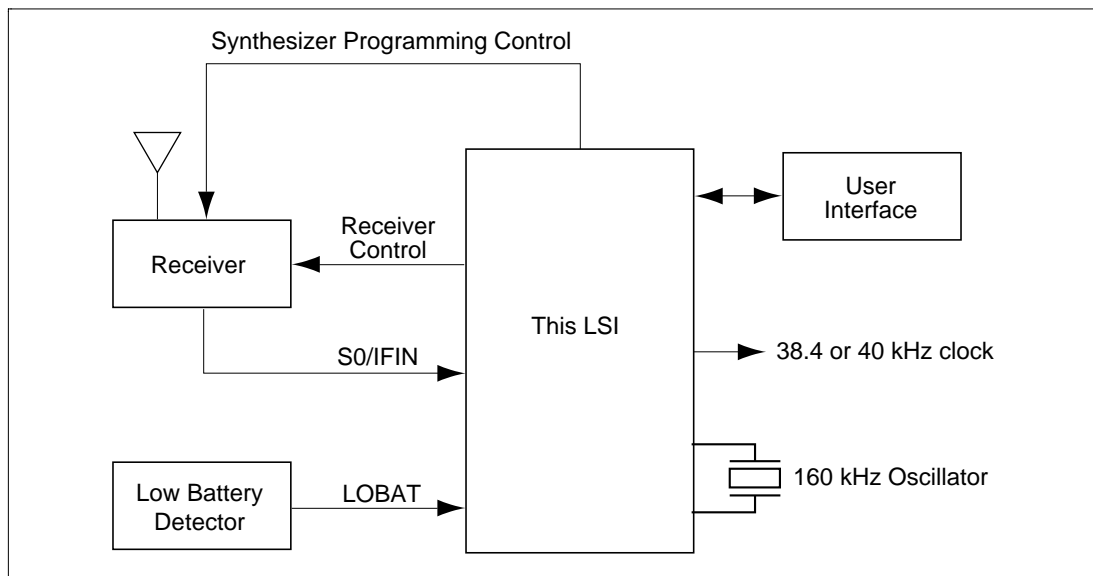 Synthesizer Programming Control
User
Interface
Receiver
Control
Receiver
This LSI
S0/IFIN
38.4 or 40 kHz clock
160 kHz Oscillator
Low Battery
Detector
LOBAT